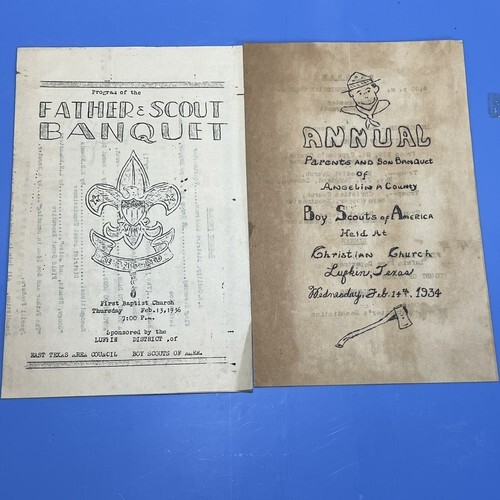 Program of the
FATHER & SCOUT
BANQUET
First Baptist Church
Thursday Feb.13,1936
7:00 P.M.
Sponsored by the
LUFKIN DISTRICT ,of
EAST TEXAS AREA COUNCIL BOY SCOUTS OF AMER.
ANNUAL
PARENTS AND SON BANQUET
of
ANGELINA COUNTY
Boy Scouts of America
Held At
Christian Church
Lufkin, Texas
Wednesday, Feb. 14th, 1934